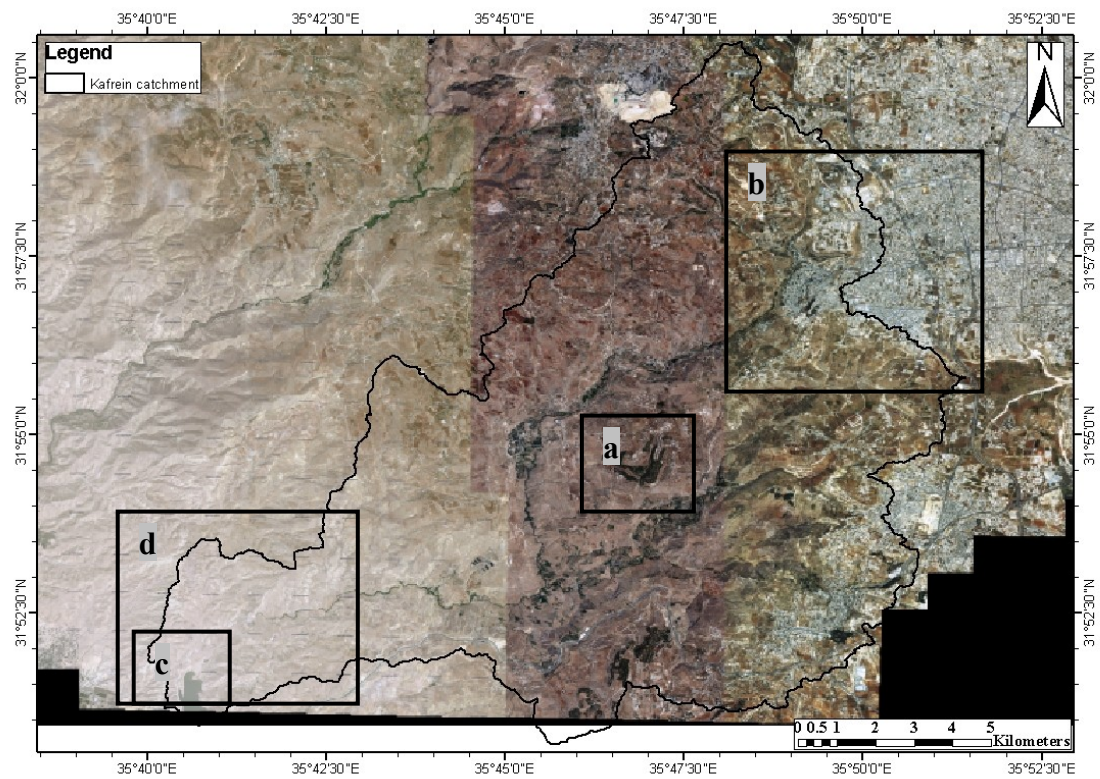 35°40'0"E 35°42'30"E 35°45'0"E 35°47'30"E 35°50'0"E 35°52'30"E
Legend
Kafrein catchment
N
32°0'0"N 32°0'0"N
b
31°57'30"N 31°57'30"N
31°55'0"N 31°55'0"N
a
d
31°52'30"N 31°52'30"N
c
0 0.5 1 2 3 4 5
Kilometers
35°40'0"E 35°42'30"E 35°45'0"E 35°47'30"E 35°50'0"E 35°52'30"E